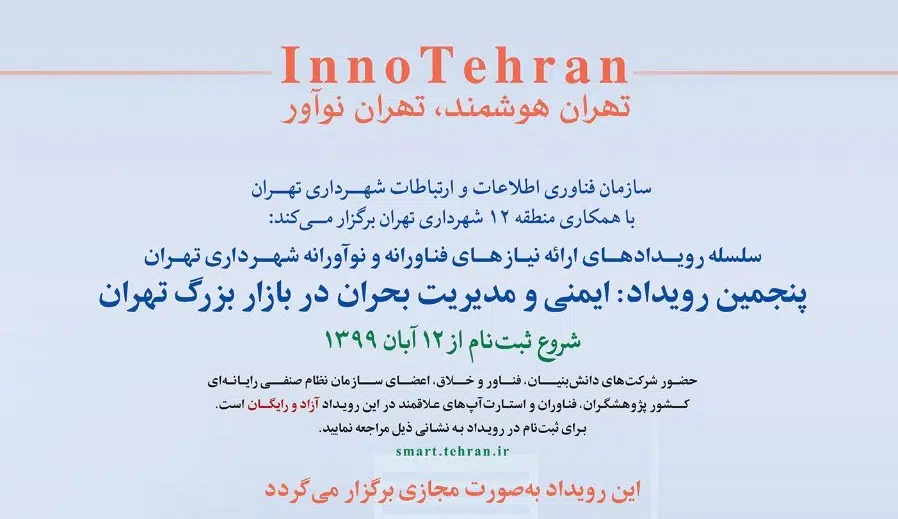 InnoTehran
تهران هوشمند، تهران نوآور
سازمان فناوری اطلاعات و ارتباطات شهرداری تهران
با همکاری منطقه ۱۲ شهرداری تهران برگزار می‌کند:
سلسله رویدادهای ارائه نیازهای فناورانه و نوآورانه شهرداری تهران
پنجمین رویداد: ایمنی و مدیریت بحران در بازار بزرگ تهران
شروع ثبت‌نام از ۱۲ آبان ۱۳۹۹
حضور شرکت‌های دانش‌بنیان، فناور و خلاق، اعضای سازمان نظام صنفی رایانه‌ای
کشور پژوهشگران، فناوران و استارت‌آپ‌های علاقمند در این رویداد آزاد و رایگان است.
برای ثبت‌نام در رویداد به نشانی ذیل مراجعه نمایید.
smart.tehran.ir
این رویداد به‌صورت مجازی برگزار می‌گردد